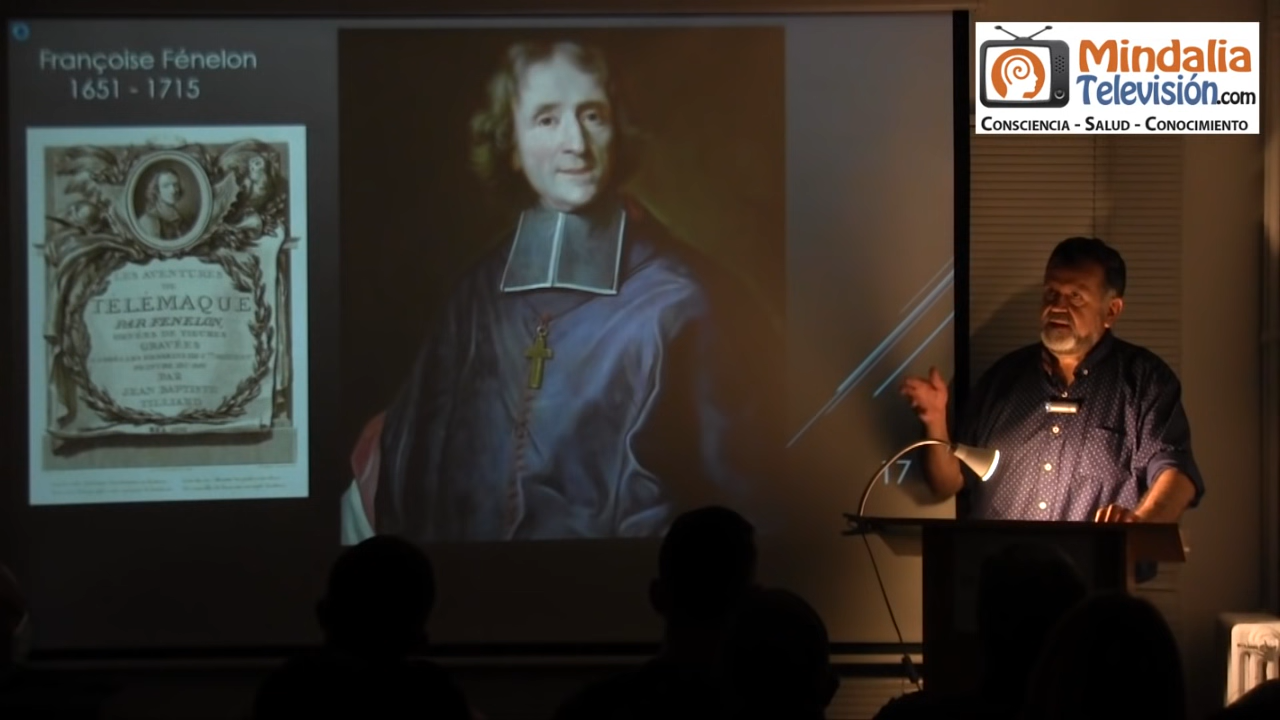 Françoise Fénelon
1651 - 1715
LES AVENTURES
DE
TÉLÉMAQUE
PAR FENELON,
GRAVÉES
PAR
JEAN BAPTISTE
TILLIARD
17
Mindalia
Televisión.com
CONSCIENCIA - SALUD - CONOCIMIENTO